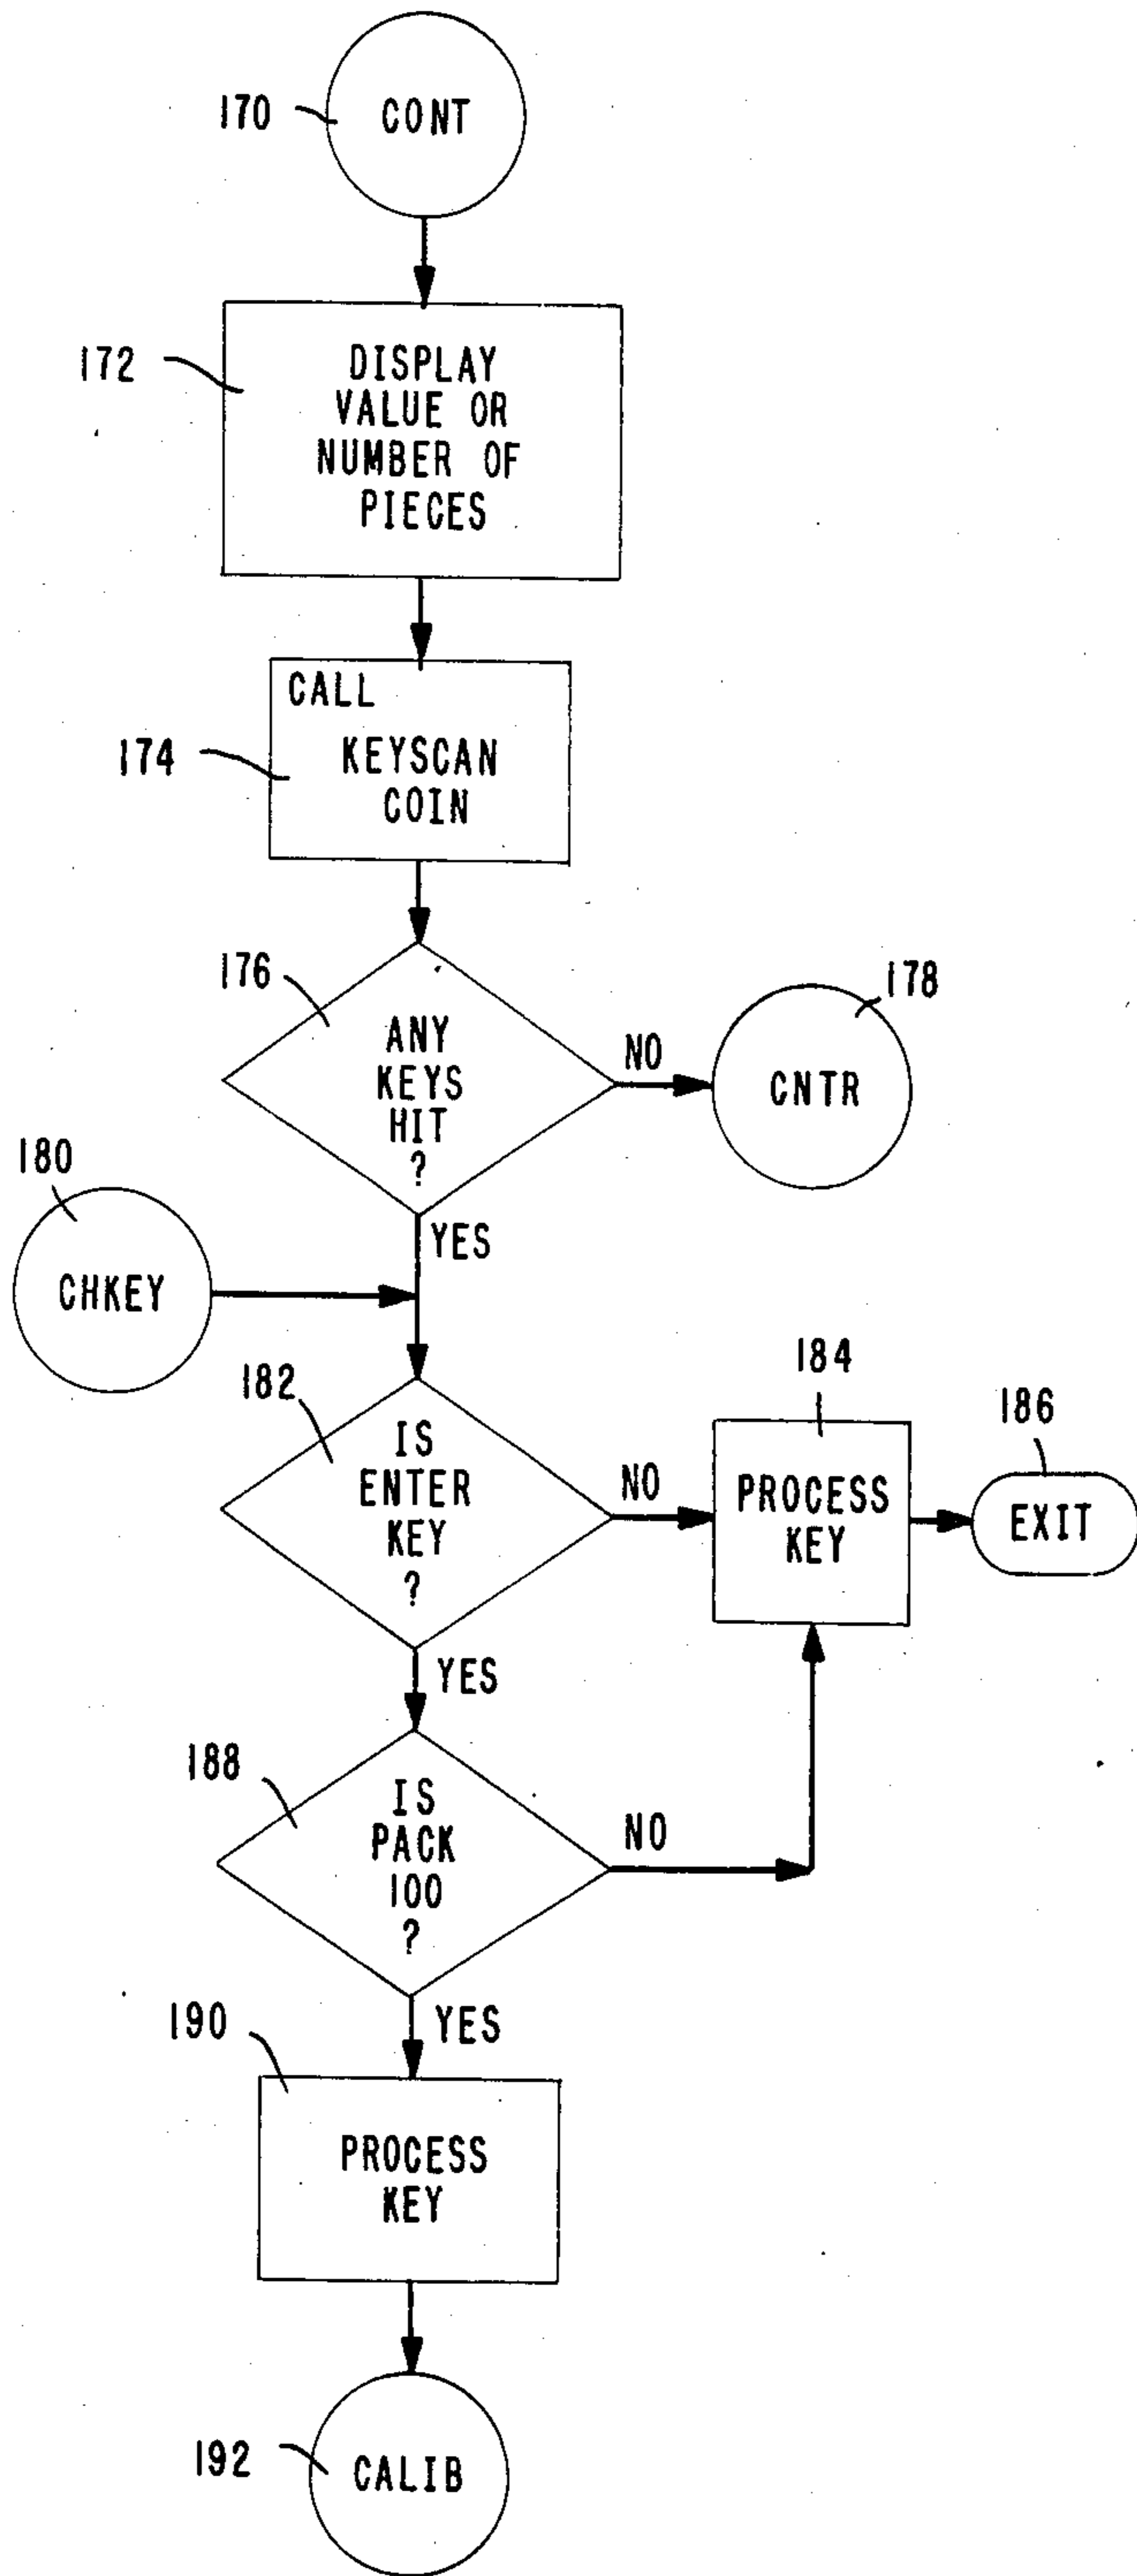 170
CONT
172
DISPLAY
VALUE OR
NUMBER OF
PIECES
CALL
174
KEYSCAN
COIN
176
178
ANY
KEYS
HIT
?
NO
CNTR
180
YES
CHKEY
182
184
186
IS
ENTER
KEY
?
NO
PROCESS
KEY
EXIT
YES
188
IS
PACK
100
?
NO
190
YES
PROCESS
KEY
192
CALIB